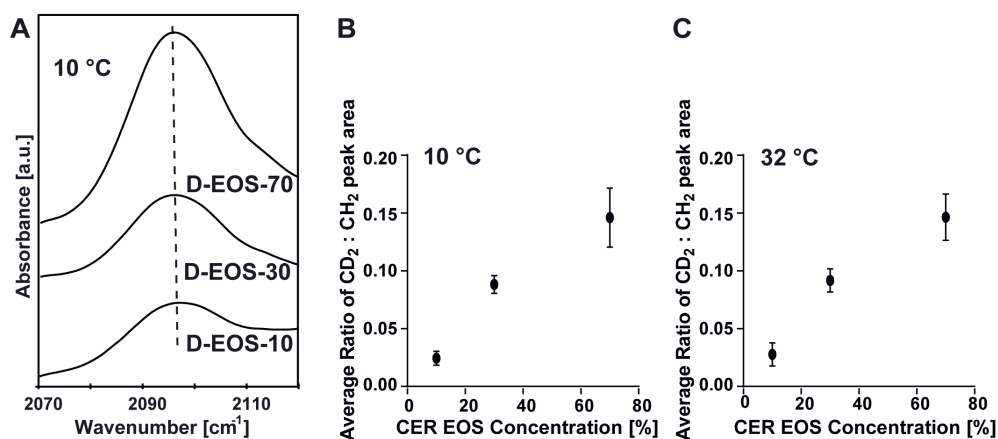 A
10 °C
D-EOS-70
D-EOS-30
D-EOS-10
Absorbance [a.u.]
2070 2090 2110
Wavenumber [cm⁻¹]
B
10 °C
Average Ratio of CD₂ : CH₂ peak area
0.20
0.15
0.10
0.05
0.00
0 20 40 60 80
CER EOS Concentration [%]
C
32 °C
Average Ratio of CD₂ : CH₂ peak area
0.20
0.15
0.10
0.05
0.00
0 20 40 60 80
CER EOS Concentration [%]